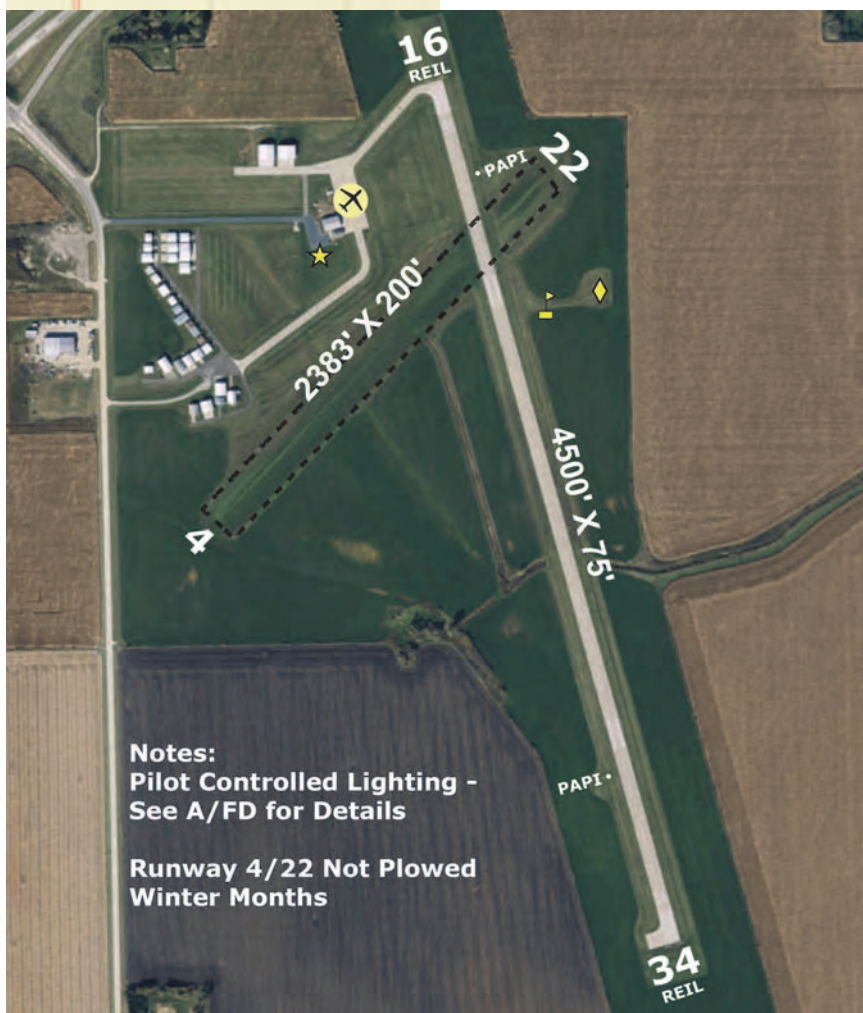 16
REIL
PAPI
22
2383' X 200'
4500' X 75'
4
Notes:
Pilot Controlled Lighting -
See A/FD for Details
Runway 4/22 Not Plowed
Winter Months
PAPI
34
REIL